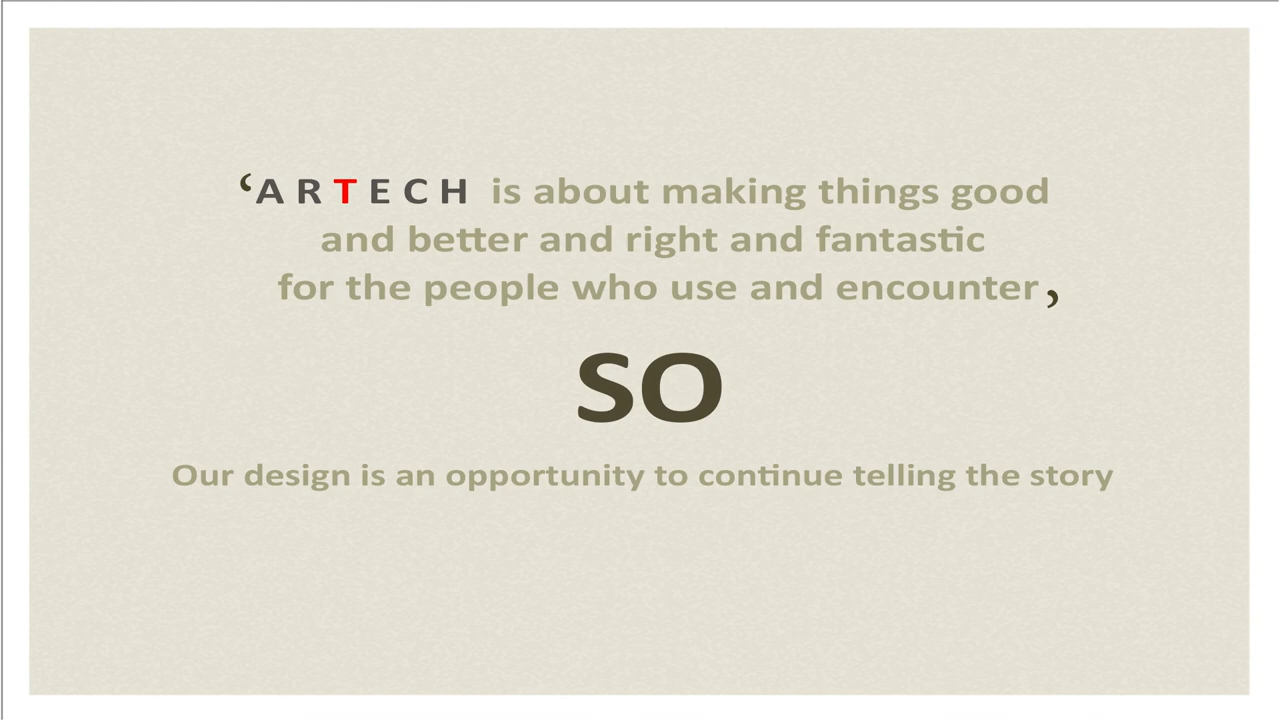 ‘A R T E C H is about making things good
and better and right and fantastic
for the people who use and encounter,
SO
Our design is an opportunity to continue telling the story